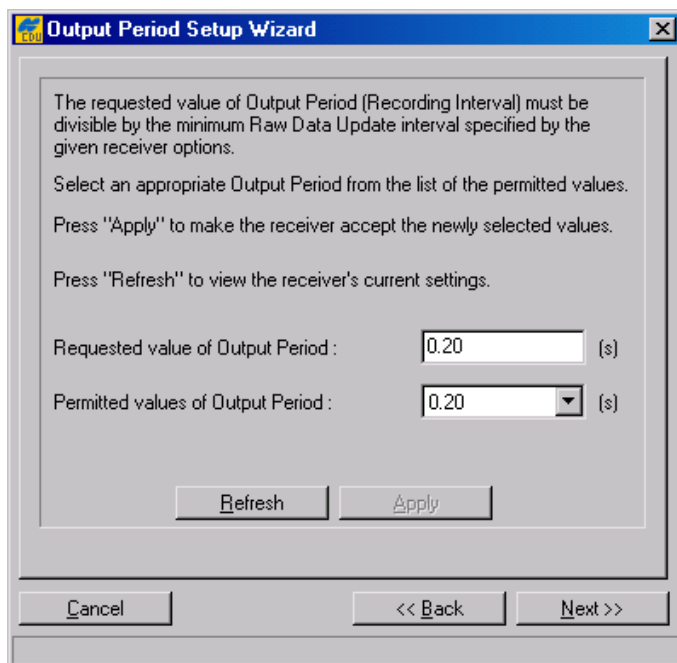 EDU
Output Period Setup Wizard
The requested value of Output Period (Recording Interval) must be
divisible by the minimum Raw Data Update interval specified by the
given receiver options.
Select an appropriate Output Period from the list of the permitted values.
Press "Apply" to make the receiver accept the newly selected values.
Press "Refresh" to view the receiver's current settings.
Requested value of Output Period : 0.20 (s)
Permitted values of Output Period : 0.20 (s)
Refresh Apply
Cancel << Back Next >>